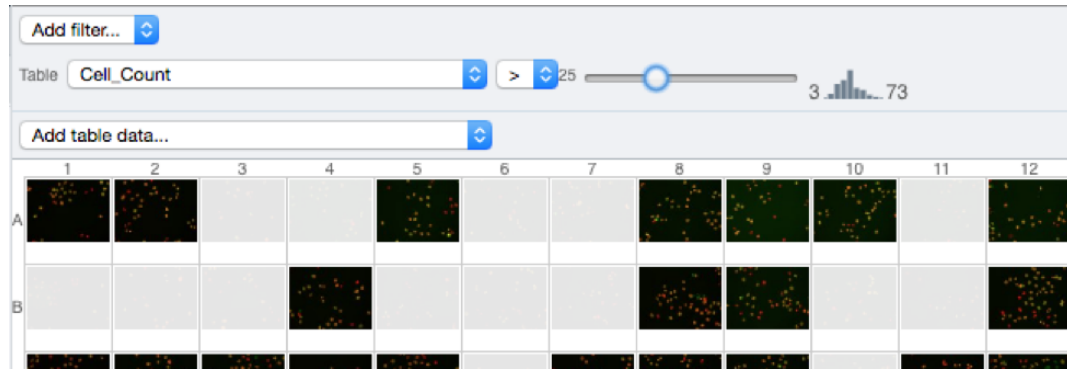 Add filter...
Table Cell_Count > 25 3 73
Add table data...
1 2 3 4 5 6 7 8 9 10 11 12
A
B